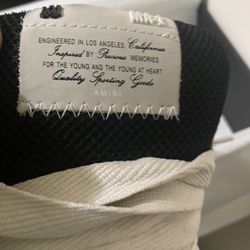 ENGINEERED IN LOS ANGELES, California
Inspired by Precious MEMORIES
FOR THE YOUNG AND THE YOUNG AT HEART
Quality Sporting Goods
AMIRI